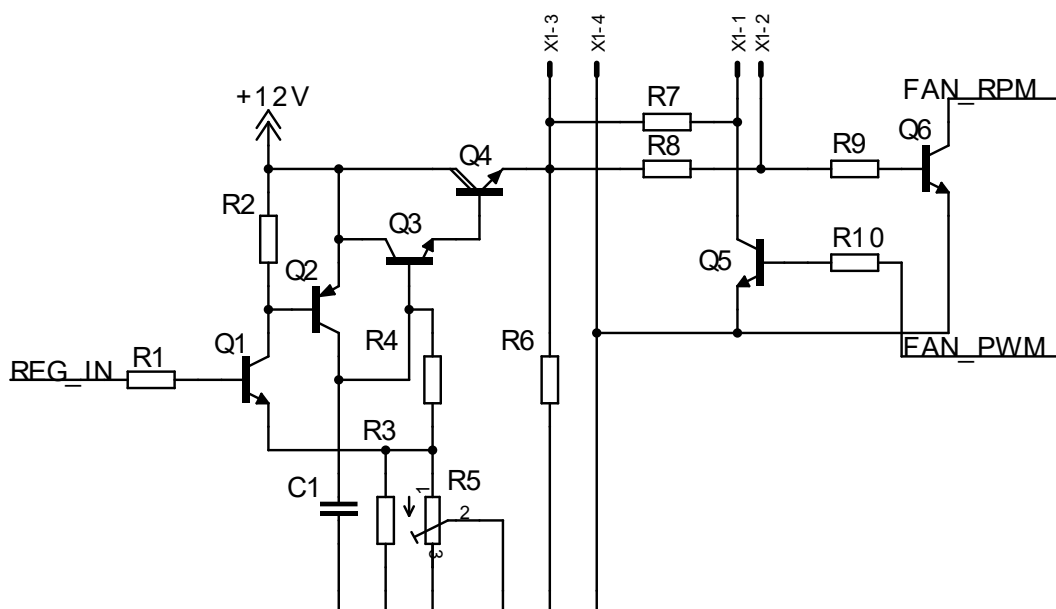 X1-3
X1-4
X1-1
X1-2
+12V
R7
FAN_RPM
Q4
R8
R9
Q6
R2
Q3
Q2
Q5
R10
R4
R6
Q1
REG_IN
R1
FAN_PWM
R3
C1
R5
1
2
3